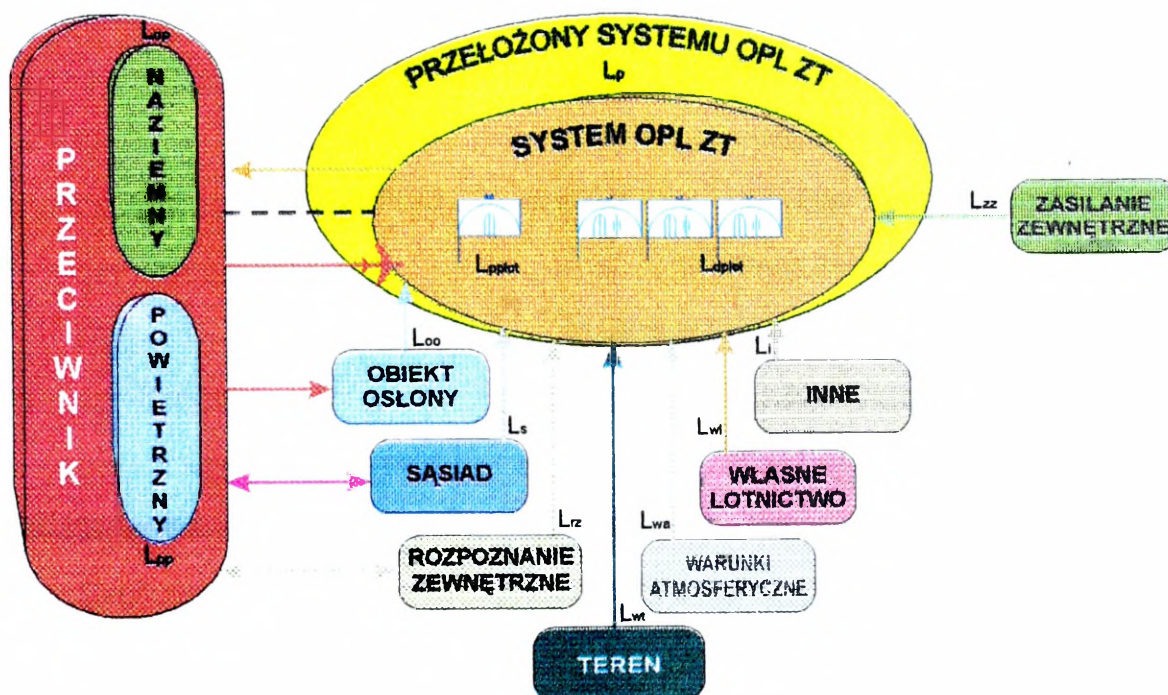 Lop
NAZIEMNY
PRZECIWNIK
POWIETRZNY
Lpp
PRZEŁOŻONY SYSTEMU OPL ZT
Lp
SYSTEM OPL ZT
Lpplot
Lzz
ZASILANIE
ZEWNĘTRZNE
Loo
OBIEKT
OSŁONY
Li
INNE
Ls
SĄSIAD
Lwl
WŁASNE
LOTNICTWO
Lrz
ROZPOZNANIE
ZEWNĘTRZNE
Lwa
WARUNKI
ATMOSFERYCZNE
Lwt
TEREN